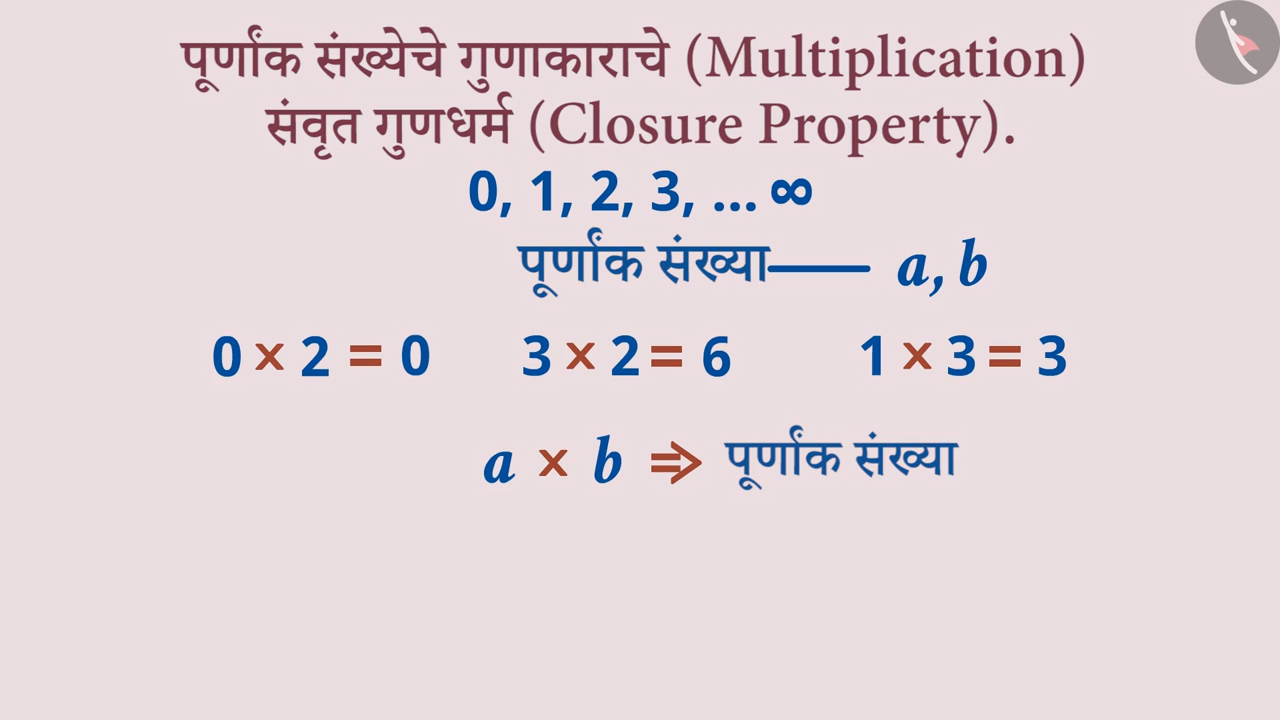 पूर्णांक संख्येचे गुणाकाराचे (Multiplication)
संवृत गुणधर्म (Closure Property).
0, 1, 2, 3, ... ∞
पूर्णांक संख्या — a, b
0 × 2 = 0 3 × 2 = 6 1 × 3 = 3
a × b ⇒ पूर्णांक संख्या